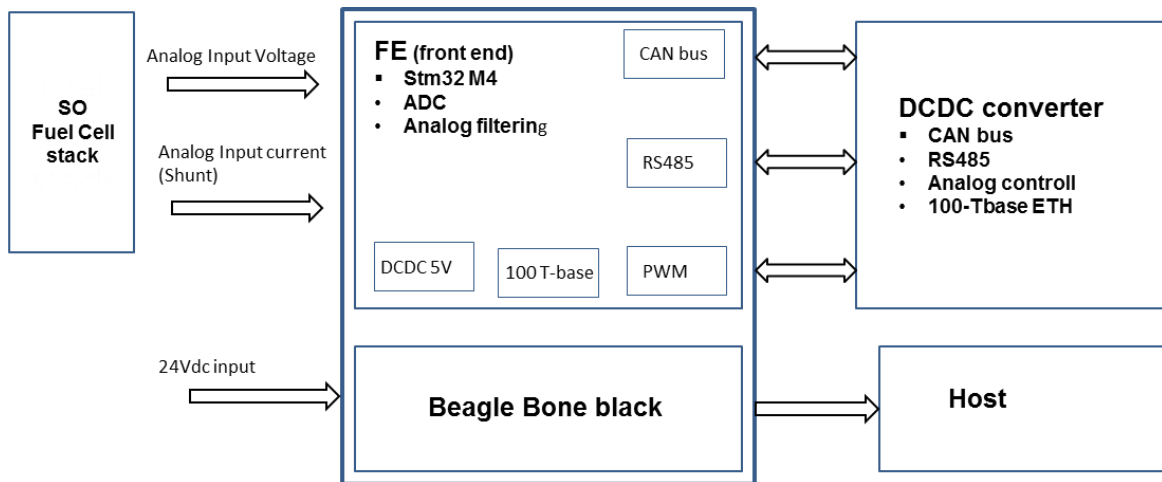 SO
Fuel Cell
stack
Analog Input Voltage
Analog Input current
(Shunt)
24Vdc input
FE (front end)
▪ Stm32 M4
• ADC
• Analog filtering
CAN bus
RS485
DCDC 5V
100 T-base
PWM
Beagle Bone black
DCDC converter
▪ CAN bus
• RS485
• Analog controll
• 100-Tbase ETH
Host